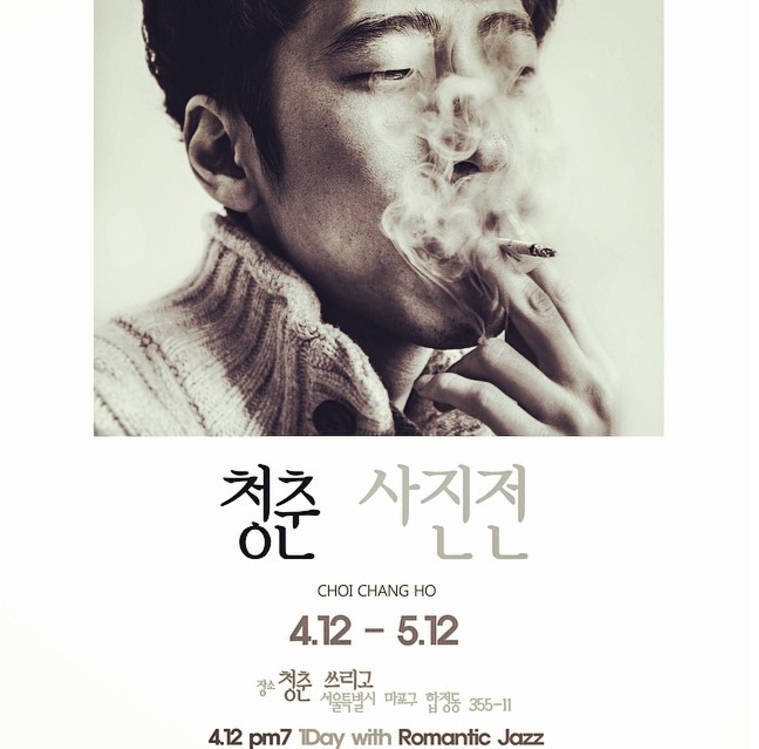 청춘 사진전
CHOI CHANG HO
4.12 - 5.12
장소 청춘 쓰리고
서울특별시 마포구 합정동 355-11
4.12 pm7 1Day with Romantic Jazz